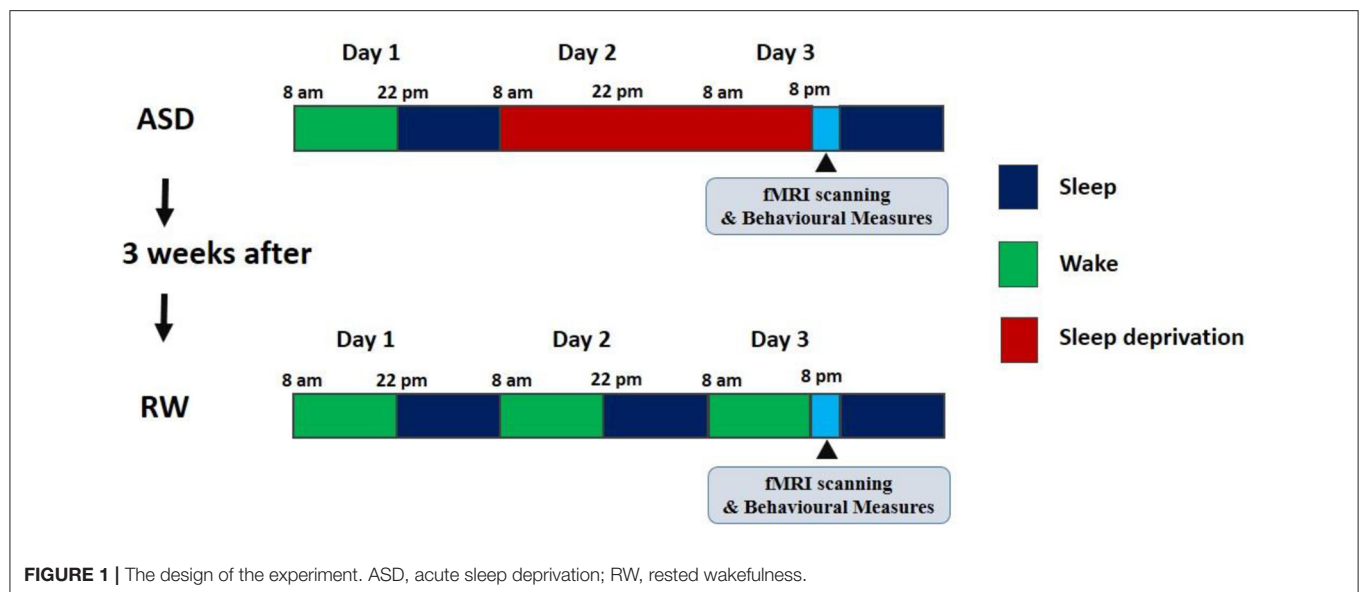 Day 1 Day 2 Day 3
8 am 22 pm 8 am 22 pm 8 am 8 pm
ASD
fMRI scanning
& Behavioural Measures
3 weeks after
Sleep
Wake
Sleep deprivation
Day 1 Day 2 Day 3
8 am 22 pm 8 am 22 pm 8 am 8 pm
RW
fMRI scanning
& Behavioural Measures
FIGURE 1 | The design of the experiment. ASD, acute sleep deprivation; RW, rested wakefulness.